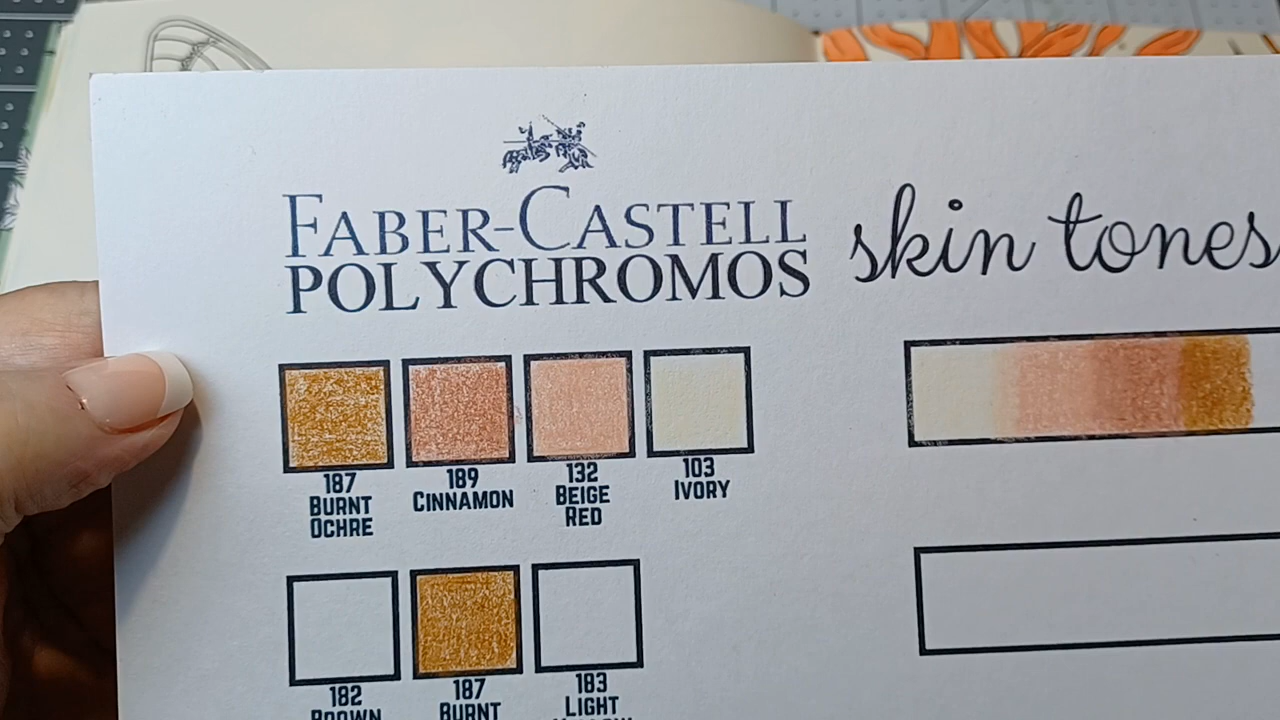 FABER-CASTELL
POLYCHROMOS
skin tones
187
BURNT
OCHRE
189
CINNAMON
132
BEIGE
RED
103
IVORY
182
BROWN
187
BURNT
183
LIGHT